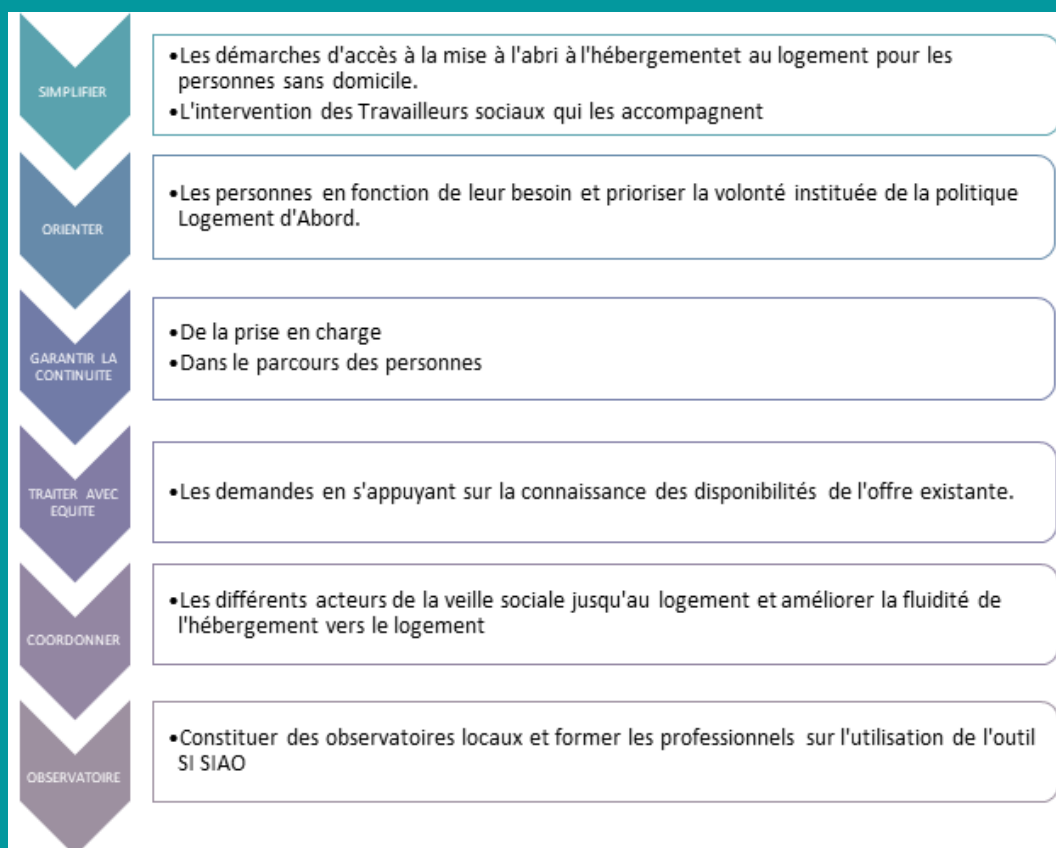 SIMPLIFIER
•Les démarches d'accès à la mise à l'abri à l'hébergementet au logement pour les
personnes sans domicile.
•L'intervention des Travailleurs sociaux qui les accompagnent
ORIENTER
•Les personnes en fonction de leur besoin et prioriser la volonté instituée de la politique
Logement d'Abord.
GARANTIR LA
CONTINUITE
•De la prise en charge
•Dans le parcours des personnes
TRAITER AVEC
EQUITE
•Les demandes en s'appuyant sur la connaissance des disponibilités de l'offre existante.
COORDONNER
•Les différents acteurs de la veille sociale jusqu'au logement et améliorer la fluidité de
l'hébergement vers le logement
OBSERVATOIRE
•Constituer des observatoires locaux et former les professionnels sur l'utilisation de l'outil
SI SIAO